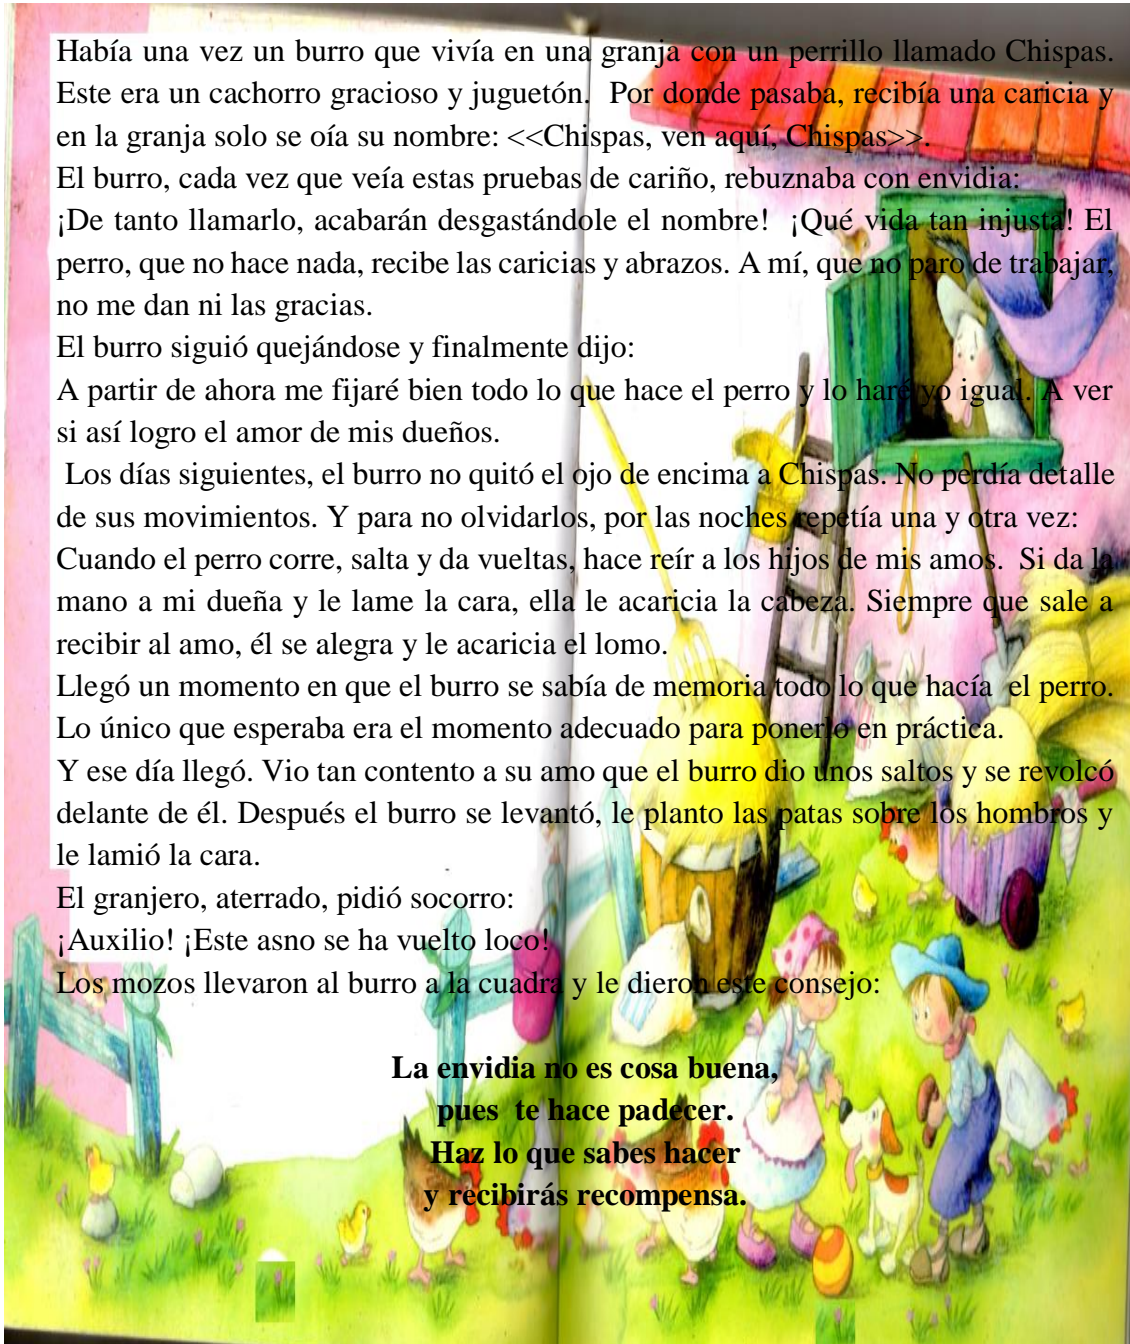 Había una vez un burro que vivía en una granja con un perrillo llamado Chispas.
Este era un cachorro gracioso y juguetón.  Por donde pasaba, recibía una caricia y
en la granja solo se oía su nombre: <<Chispas, ven aquí, Chispas>>.
El burro, cada vez que veía estas pruebas de cariño, rebuznaba con envidia:
¡De tanto llamarlo, acabarán desgastándole el nombre!  ¡Qué vida tan injusta! El
perro, que no hace nada, recibe las caricias y abrazos. A mí, que no paro de trabajar,
no me dan ni las gracias.
El burro siguió quejándose y finalmente dijo:
A partir de ahora me fijaré bien todo lo que hace el perro y lo haré yo igual. A ver
si así logro el amor de mis dueños.
Los días siguientes, el burro no quitó el ojo de encima a Chispas. No perdía detalle
de sus movimientos. Y para no olvidarlos, por las noches repetía una y otra vez:
Cuando el perro corre, salta y da vueltas, hace reír a los hijos de mis amos.  Si da la
mano a mi dueña y le lame la cara, ella le acaricia la cabeza. Siempre que sale a
recibir al amo, él se alegra y le acaricia el lomo.
Llegó un momento en que el burro se sabía de memoria todo lo que hacía  el perro.
Lo único que esperaba era el momento adecuado para ponerlo en práctica.
Y ese día llegó. Vio tan contento a su amo que el burro dio unos saltos y se revolcó
delante de él. Después el burro se levantó, le planto las patas sobre los hombros y
le lamió la cara.
El granjero, aterrado, pidió socorro:
¡Auxilio! ¡Este asno se ha vuelto loco!
Los mozos llevaron al burro a la cuadra y le dieron este consejo:
La envidia no es cosa buena,
pues  te hace padecer.
Haz lo que sabes hacer
y recibirás recompensa.